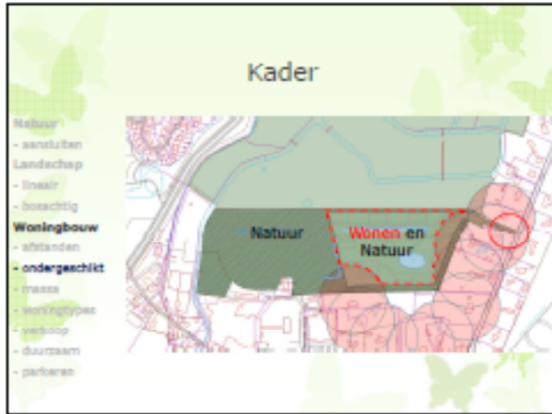 Kader
Natuur
- aansluiten
Landschap
- lineair
- bosachtig
Woningbouw
- afstanden
- ondergeschikt
- massa
- woningtypes
- verkoop
- duurzaam
- parkeren
Natuur
Wonen en
Natuur